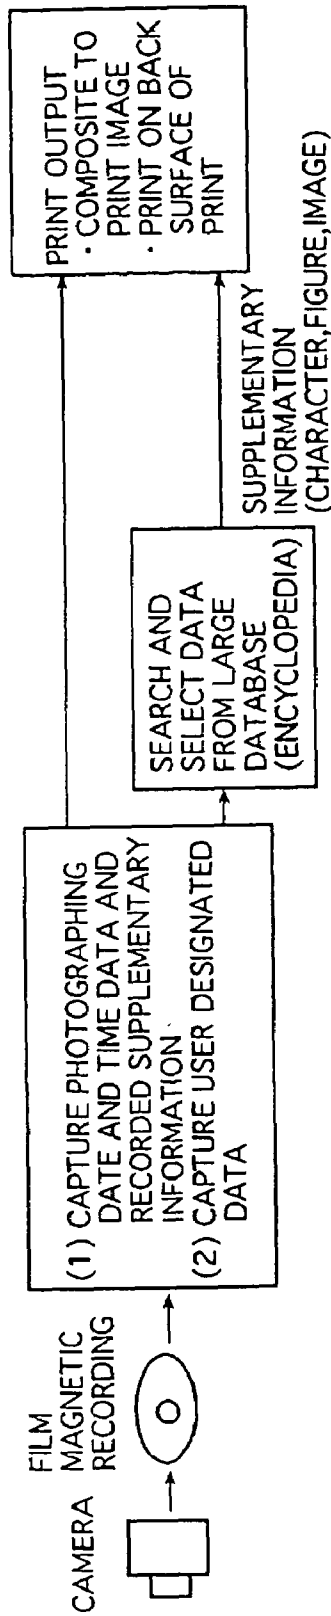 CAMERA
FILM
MAGNETIC
RECORDING
(1) CAPTURE PHOTOGRAPHING
DATE AND TIME DATA AND
RECORDED SUPPLEMENTARY
INFORMATION
(2) CAPTURE USER DESIGNATED
DATA
SEARCH AND
SELECT DATA
FROM LARGE
DATABASE
(ENCYCLOPEDIA)
SUPPLEMENTARY
INFORMATION
(CHARACTER,FIGURE,IMAGE)
PRINT OUTPUT
· COMPOSITE TO
PRINT IMAGE
· PRINT ON BACK
SURFACE OF
PRINT